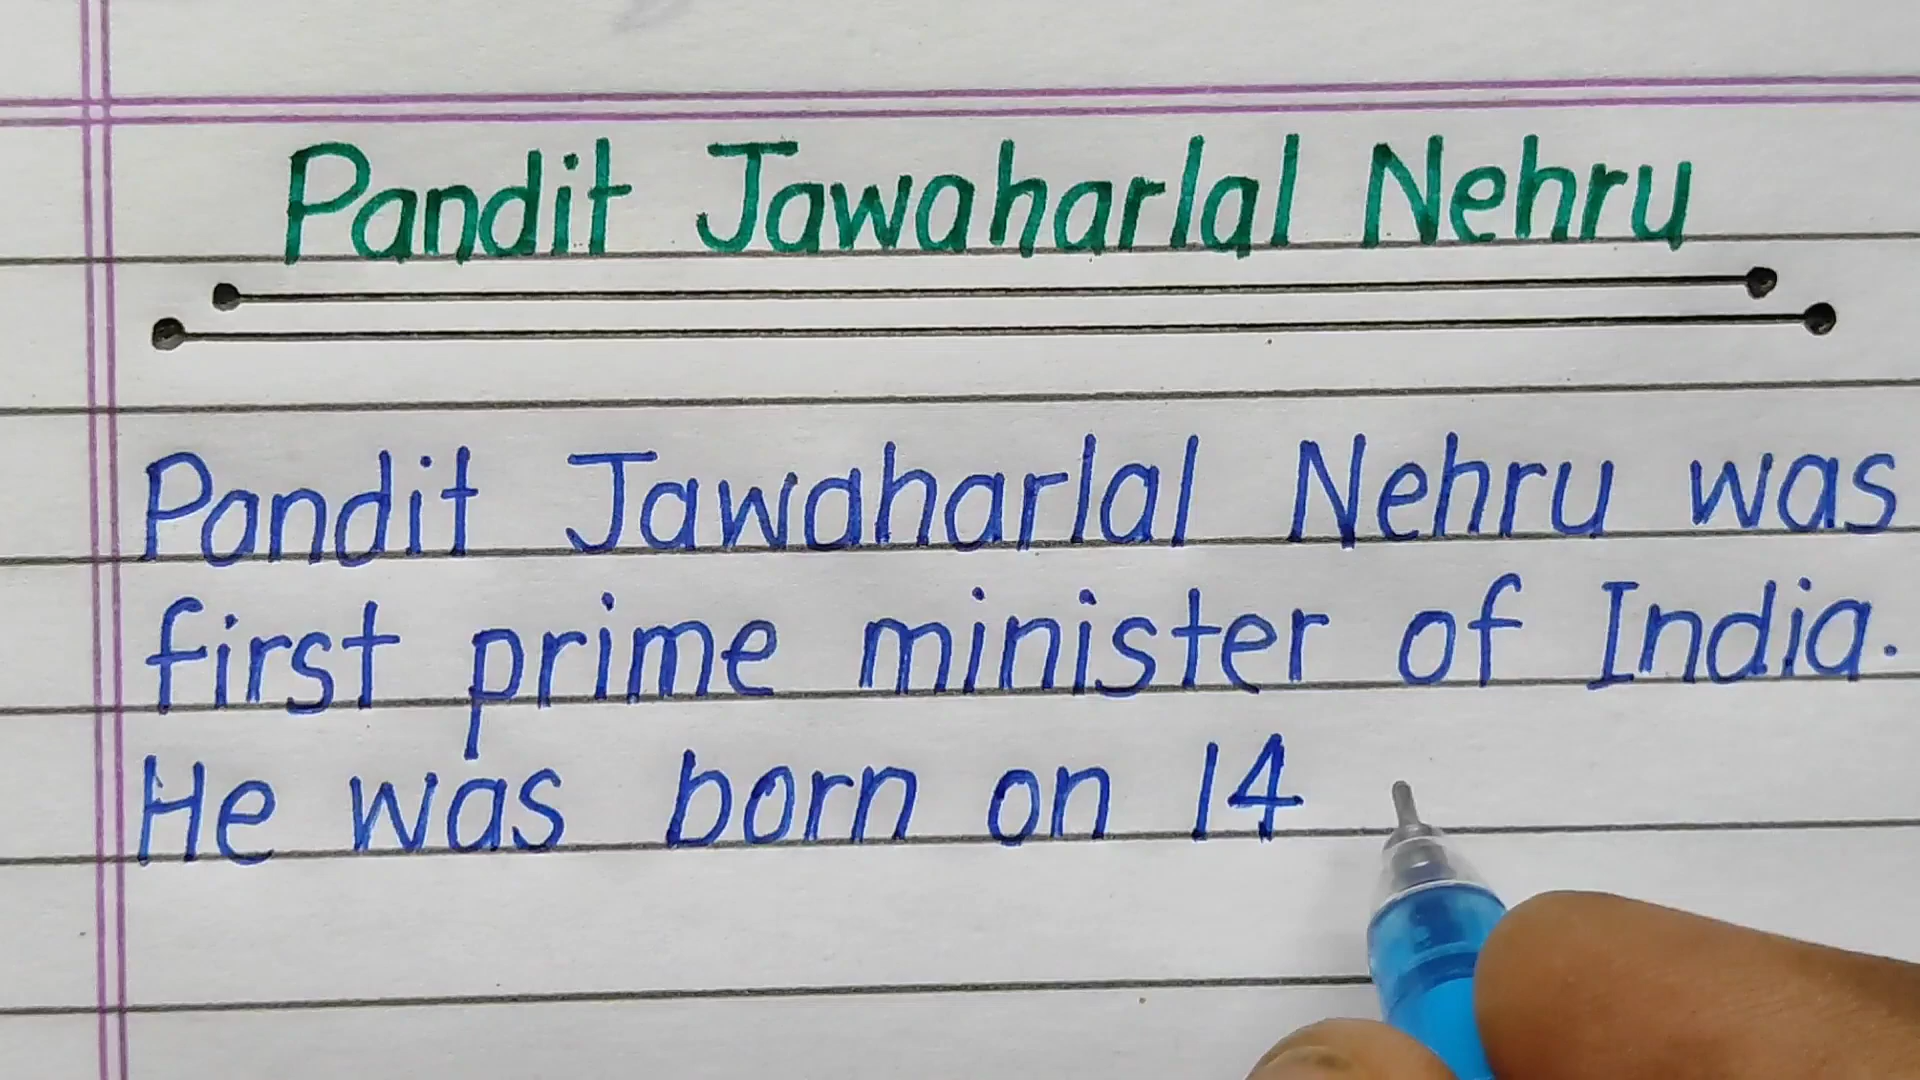 Pandit Jawaharlal Nehru
Pandit Jawaharlal Nehru was
first prime minister of India.
He was born on 14